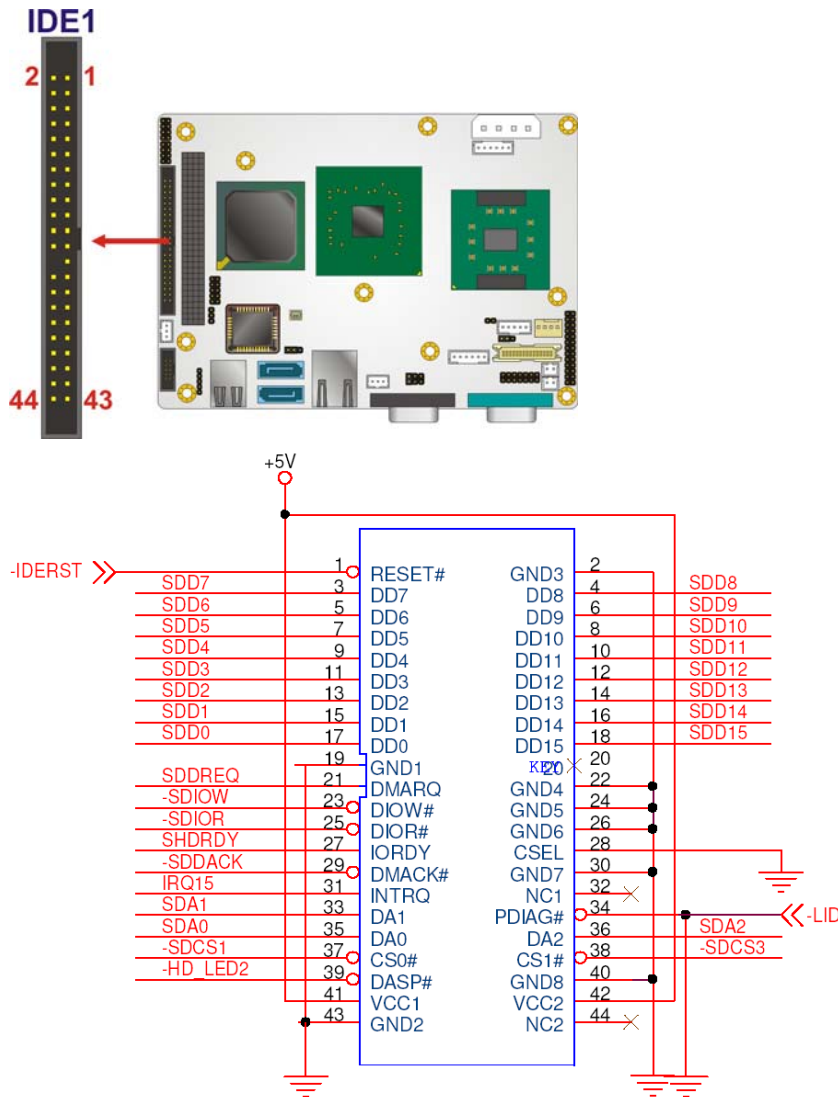 IDE1
2 1
44 43
+5V
-IDERST 1 RESET# GND3 2
SDD7 3 DD7 DD8 4 SDD8
SDD6 5 DD6 DD9 6 SDD9
SDD5 7 DD5 DD10 8 SDD10
SDD4 9 DD4 DD11 10 SDD11
SDD3 11 DD3 DD12 12 SDD12
SDD2 13 DD2 DD13 14 SDD13
SDD1 15 DD1 DD14 16 SDD14
SDD0 17 DD0 DD15 18 SDD15
19 GND1 KEY 20 20
SDDREQ 21 DMARQ GND4 22
-SDIOW 23 DIOW# GND5 24
-SDIOR 25 DIOR# GND6 26
SHDRDY 27 IORDY CSEL 28
-SDDACK 29 DMACK# GND7 30
IRQ15 31 INTRQ NC1 32
SDA1 33 DA1 PDIAG# 34 -LID
SDA0 35 DA0 DA2 36 SDA2
-SDCS1 37 CS0# CS1# 38 -SDCS3
-HD_LED2 39 DASP# GND8 40
41 VCC1 VCC2 42
43 GND2 NC2 44